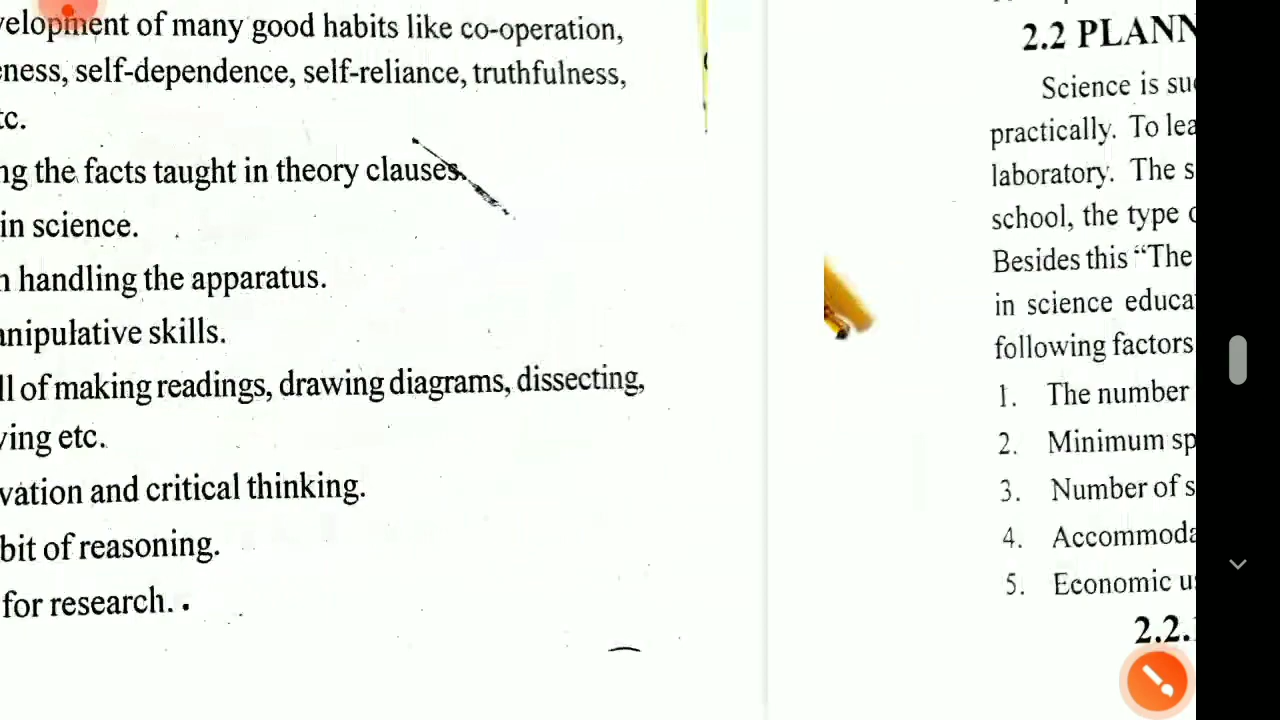 velopment of many good habits like co-operation,
eness, self-dependence, self-reliance, truthfulness,
tc.
ng the facts taught in theory clauses.
in science.
n handling the apparatus.
anipulative skills.
ll of making readings, drawing diagrams, dissecting,
ving etc.
vation and critical thinking.
bit of reasoning.
for research.
2.2 PLANN
Science is suc
practically. To lea
laboratory. The s
school, the type o
Besides this “The
in science educa
following factors
1. The number
2. Minimum sp
3. Number of s
4. Accommoda
5. Economic u
2.2.